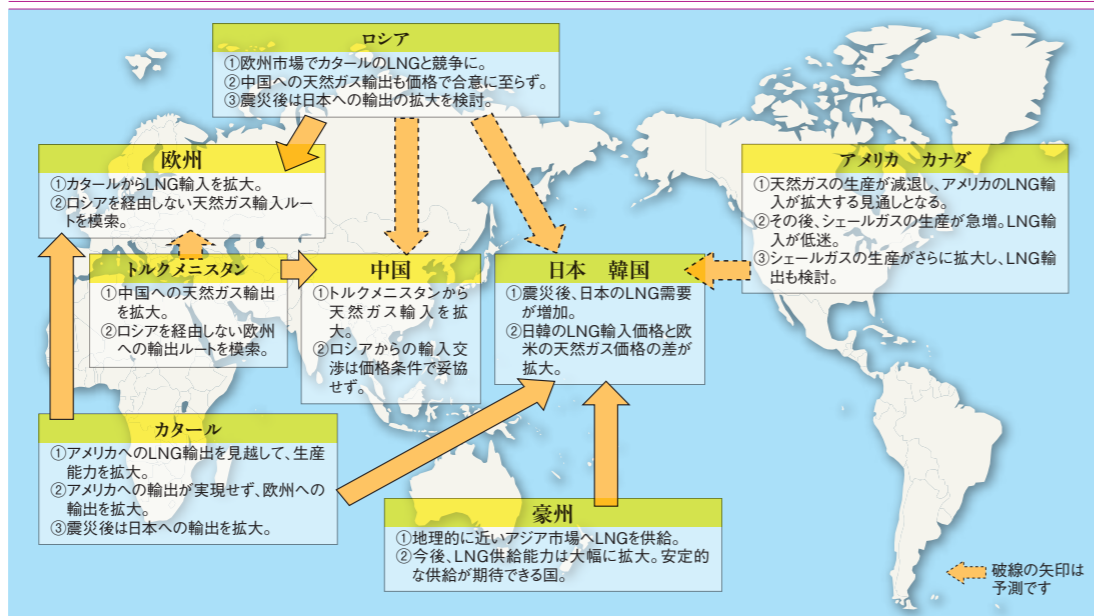 ロシア
①欧州市場でカタールのLNGと競争に。
②中国への天然ガス輸出も価格で合意に至らず。
③震災後は日本への輸出の拡大を検討。
欧州
①カタールからLNG輸入を拡大。
②ロシアを経由しない天然ガス輸入ルー
トを模索。
アメリカ カナダ
①天然ガスの生産が減退し、アメリカのLNG輸
入が拡大する見通しとなる。
②その後、シェールガスの生産が急増。LNG輸
入が低迷。
③シェールガスの生産がさらに拡大し、LNG輸
出も検討。
トルクメニスタン
①中国への天然ガス輸出
を拡大。
②ロシアを経由しない欧州
への輸出ルートを模索。
中国
①トルクメニスタンから
天然ガス輸入を拡
大。
②ロシアからの輸入交
渉は価格条件で妥協
せず。
日本 韓国
①震災後、日本のLNG需要
が増加。
②日韓のLNG輸入価格と欧
米の天然ガス価格の差が
拡大。
カタール
①アメリカへのLNG輸出を見越して、生産
能力を拡大。
②アメリカへの輸出が実現せず、欧州への
輸出を拡大。
③震災後は日本への輸出を拡大。
豪州
①地理的に近いアジア市場へLNGを供給。
②今後、LNG供給能力は大幅に拡大。安定的
な供給が期待できる国。
破線の矢印は
予測です